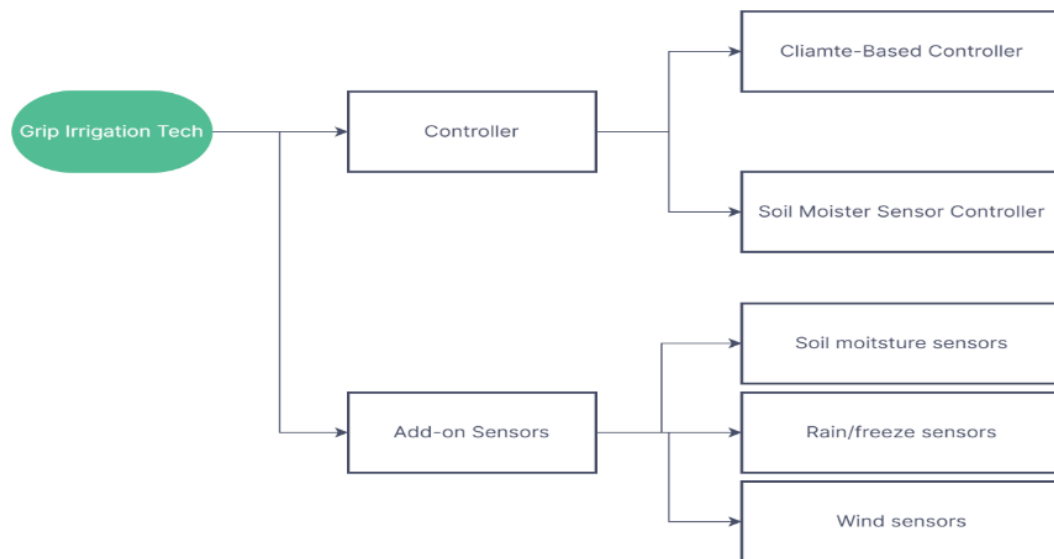 Grip Irrigation Tech
Controller
Cliamte-Based Controller
Soil Moister Sensor Controller
Add-on Sensors
Soil moitsture sensors
Rain/freeze sensors
Wind sensors